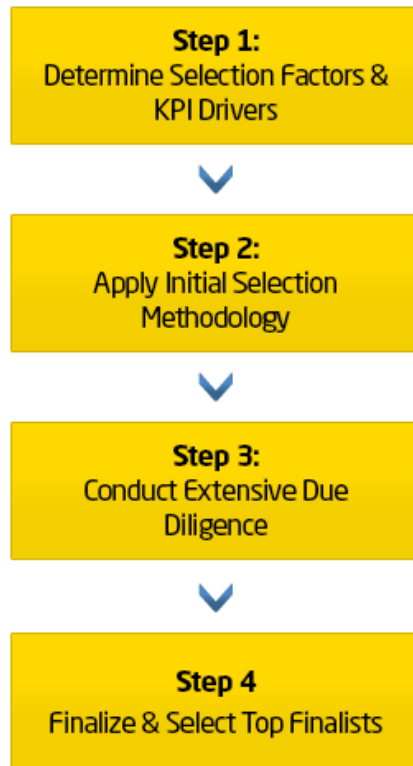 Step 1:
Determine Selection Factors &
KPI Drivers
Step 2:
Apply Initial Selection
Methodology
Step 3:
Conduct Extensive Due
Diligence
Step 4
Finalize & Select Top Finalists